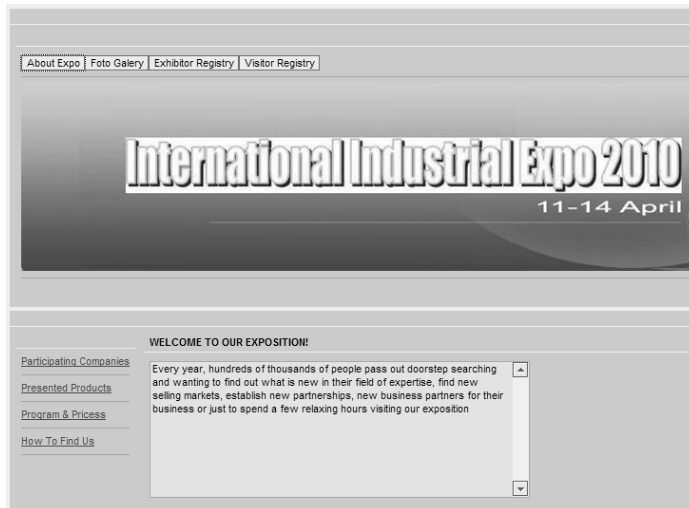 About Expo Foto Galery Exhibitor Registry Visitor Registry
International Industrial Expo 2010
11-14 April
WELCOME TO OUR EXPOSITION!
Participating Companies
Presented Products
Program & Pricess
How To Find Us
Every year, hundreds of thousands of people pass out doorstep searching
and wanting to find out what is new in their field of expertise, find new
selling markets, establish new partnerships, new business partners for their
business or just to spend a few relaxing hours visiting our exposition